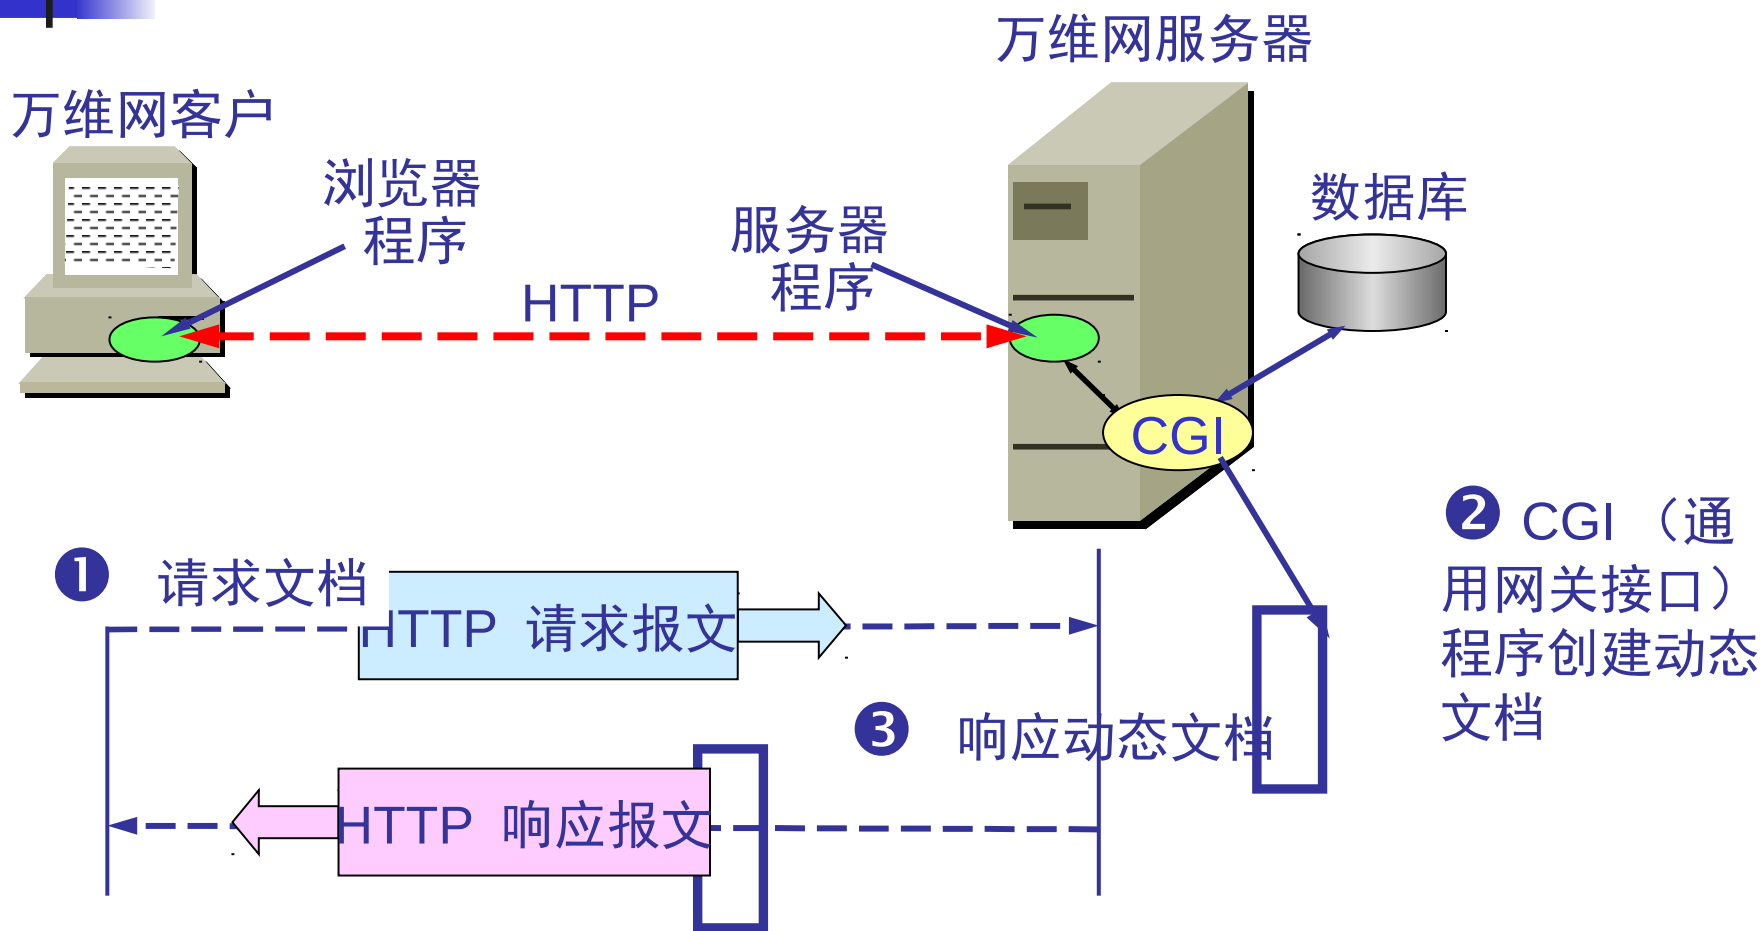 万维网服务器
万维网客户
浏览器
程序
服务器
程序
数据库
HTTP
CGI
❶ 请求文档
HTTP 请求报文
❷ CGI （通
用网关接口）
程序创建动态
文档
❸ 响应动态文档
HTTP 响应报文